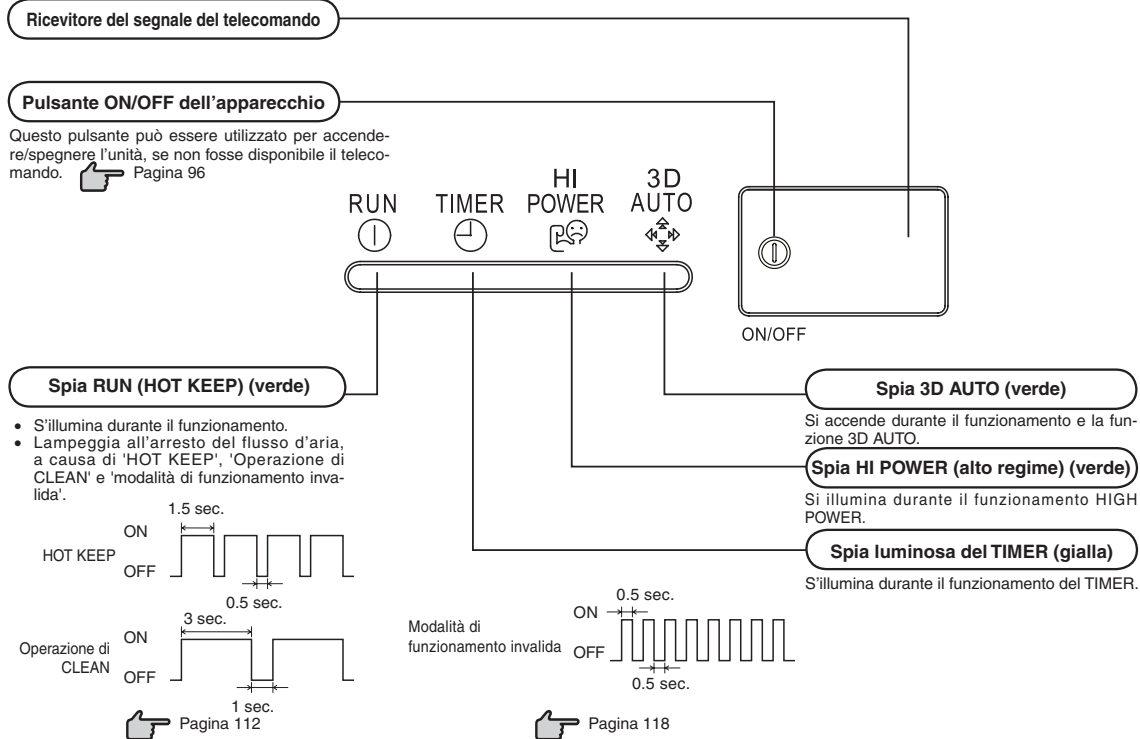 Ricevitore del segnale del telecomando
Pulsante ON/OFF dell'apparecchio
Questo pulsante può essere utilizzato per accende-
re/spegnere l'unità, se non fosse disponibile il teleco-
mando. Pagina 96
RUN
TIMER
HI
POWER
3D
AUTO
ON/OFF
Spia RUN (HOT KEEP) (verde)
• S'illumina durante il funzionamento.
• Lampeggia all'arresto del flusso d'aria,
a causa di 'HOT KEEP', 'Operazione di
CLEAN' e 'modalità di funzionamento inva-
lida'.
1.5 sec.
HOT KEEP
ON
OFF
0.5 sec.
3 sec.
Operazione di
CLEAN
ON
OFF
1 sec.
Pagina 112
Modalità di
funzionamento invalida
0.5 sec.
ON
OFF
0.5 sec.
Pagina 118
Spia 3D AUTO (verde)
Si accende durante il funzionamento e la fun-
zione 3D AUTO.
Spia HI POWER (alto regime) (verde)
Si illumina durante il funzionamento HIGH
POWER.
Spia luminosa del TIMER (gialla)
S'illumina durante il funzionamento del TIMER.